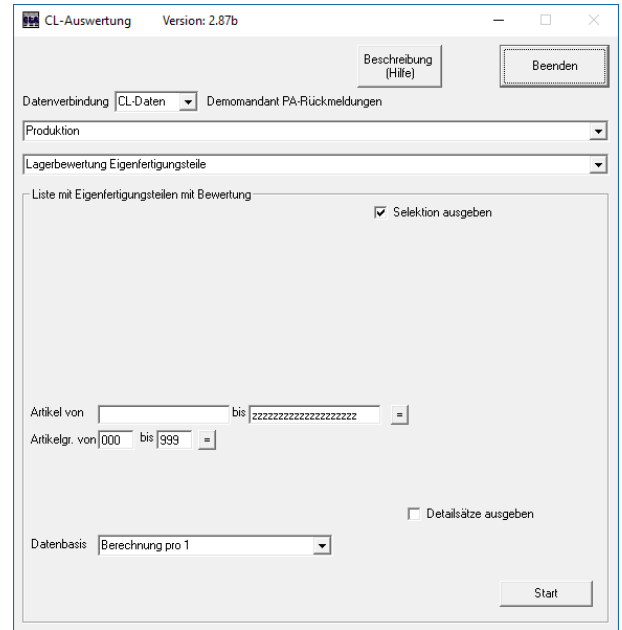 CL-Auswertung Version: 2.87b
Beschreibung
(Hilfe)
Beenden
Datenverbindung CL-Daten Demomandant PA-Rückmeldungen
Produktion
Lagerbewertung Eigenfertigungsteile
Liste mit Eigenfertigungsteilen mit Bewertung
Selektion ausgeben
Artikel von bis zzzzzzzzzzzzzzzzzzzz =
Artikelgr. von 000 bis 999 =
Detailsätze ausgeben
Datenbasis Berechnung pro 1
Start